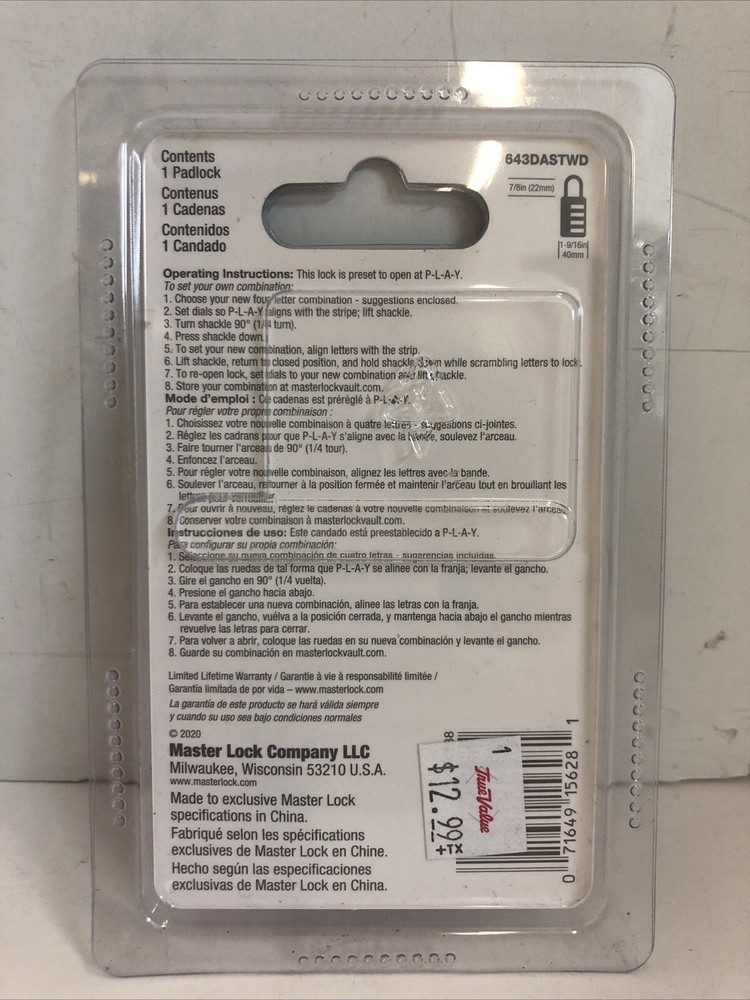 Contents
1 Padlock
Contenus
1 Cadenas
Contenidos
1 Candado
643DASTWD
7/8in (22mm)
1-9/16in
40mm
Operating Instructions: This lock is preset to open at P-L-A-Y.
To set your own combination:
1. Choose your new four letter combination - suggestions enclosed.
2. Set dials so P-L-A-Y aligns with the stripe; lift shackle.
3. Turn shackle 90° (1/4 turn).
4. Press shackle down.
5. To set your new combination, align letters with the strip.
6. Lift shackle, return to closed position, and hold shackle down while scrambling letters to lock.
7. To re-open lock, set dials to your new combination and lift shackle.
8. Store your combination at masterlockvault.com.
Mode d'emploi : Ce cadenas est préréglé à P-L-A-Y.
Pour régler votre propre combinaison :
1. Choisissez votre nouvelle combinaison à quatre lettres - suggestions ci-jointes.
2. Réglez les cadrans pour que P-L-A-Y s'aligne avec la bande, soulevez l'arceau.
3. Faire tourner l'arceau de 90° (1/4 tour).
4. Enfoncez l'arceau.
5. Pour régler votre nouvelle combinaison, alignez les lettres avec la bande.
6. Soulever l'arceau, retourner à la position fermée et maintenir l'arceau tout en brouillant les
lettres pour verrouiller.
7. Pour ouvrir à nouveau, réglez le cadenas à votre nouvelle combinaison et soulevez l'arceau.
8. Conserver votre combinaison à masterlockvault.com.
Instrucciones de uso: Este candado está preestablecido a P-L-A-Y.
Para configurar su propia combinación:
1. Seleccione su nueva combinación de cuatro letras - sugerencias incluidas.
2. Coloque las ruedas de tal forma que P-L-A-Y se alinee con la franja; levante el gancho.
3. Gire el gancho en 90° (1/4 vuelta).
4. Presione el gancho hacia abajo.
5. Para establecer una nueva combinación, alinee las letras con la franja.
6. Levante el gancho, vuélva a la posición cerrada, y mantenga hacia abajo el gancho mientras
revuelve las letras para cerrar.
7. Para volver a abrir, coloque las ruedas en su nueva combinación y levante el gancho.
8. Guarde su combinación en masterlockvault.com.
Limited Lifetime Warranty / Garantie à vie à responsabilité limitée /
Garantía limitada de por vida – www.masterlock.com
La garantía de este producto se hará válida siempre
y cuando su uso sea bajo condiciones normales
© 2020
Master Lock Company LLC
Milwaukee, Wisconsin 53210 U.S.A.
www.masterlock.com
Made to exclusive Master Lock
specifications in China.
Fabriqué selon les spécifications
exclusives de Master Lock en Chine.
Hecho según las especificaciones
exclusivas de Master Lock en China.
1
True Value
$12.99
+TX
0 71649 15628 1